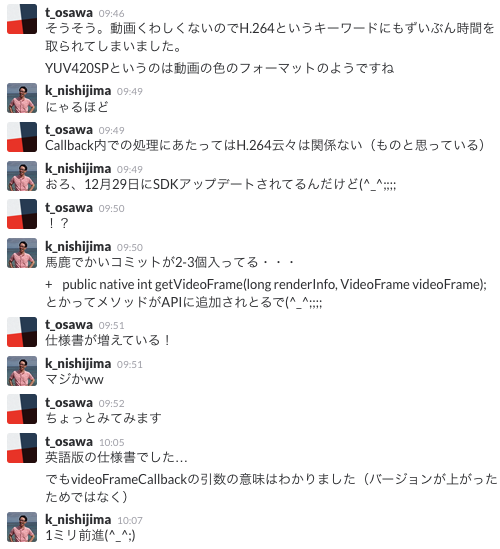 t_osawa 09:46
そうそう。動画くわしくないのでH.264というキーワードにもずいぶん時間を
取られてしまいました。
YUV420SPというのは動画の色のフォーマットのようですね
k_nishijima 09:49
にゃるほど
t_osawa 09:49
Callback内での処理にあたってはH.264云々は関係ない（ものと思っている）
k_nishijima 09:49
おろ、12月29日にSDKアップデートされてるんだけど(^_^;;;;
t_osawa 09:50
！？
k_nishijima 09:50
馬鹿でかいコミットが2-3個入ってる・・・
+ public native int getVideoFrame(long renderInfo, VideoFrame videoFrame);
とかってメソッドがAPIに追加されとるで(^_^;;;;
t_osawa 09:51
仕様書が増えている！
k_nishijima 09:51
マジかww
t_osawa 09:52
ちょっとみてみます
t_osawa 10:05
英語版の仕様書でした…
でもvideoFrameCallbackの引数の意味はわかりました（バージョンが上がった
ためではなく）
k_nishijima 10:07
1ミリ前進(^_^;)